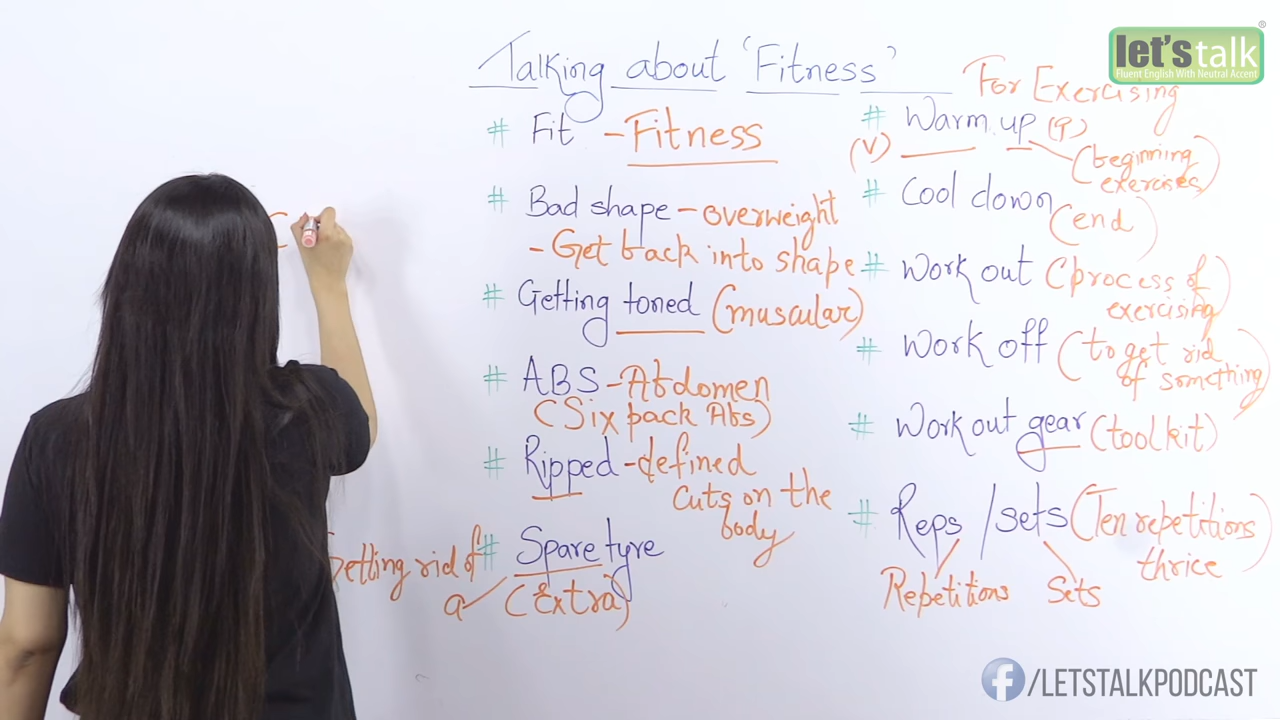 Talking about 'Fitness'
# Fit - Fitness
# Bad shape - overweight
- Get back into shape
# Getting toned (muscular)
# ABS - Abdomen
(Six pack Abs)
# Ripped - defined
cuts on the
body
# Spare tyre
Getting rid of
a (Extra)
For Exercising
# Warm up (P)
(V)
(beginning
exercises)
# Cool down
(end)
# Work out (process of
exercising)
# Work off (to get rid
of something)
# Work out gear (toolkit)
# Reps / sets (Ten repetitions
thrice)
Repetitions Sets
let's talk®
Fluent English With Neutral Accent
f/LETSTALKPODCAST